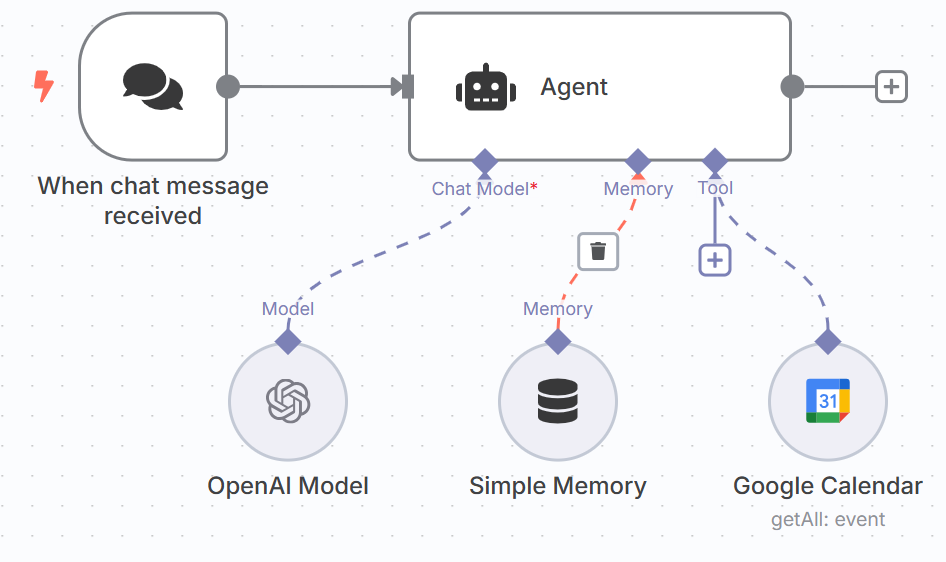 Agent
When chat message
received
Chat Model*
Memory
Tool
Model
Memory
31
OpenAI Model
Simple Memory
Google Calendar
getAll: event